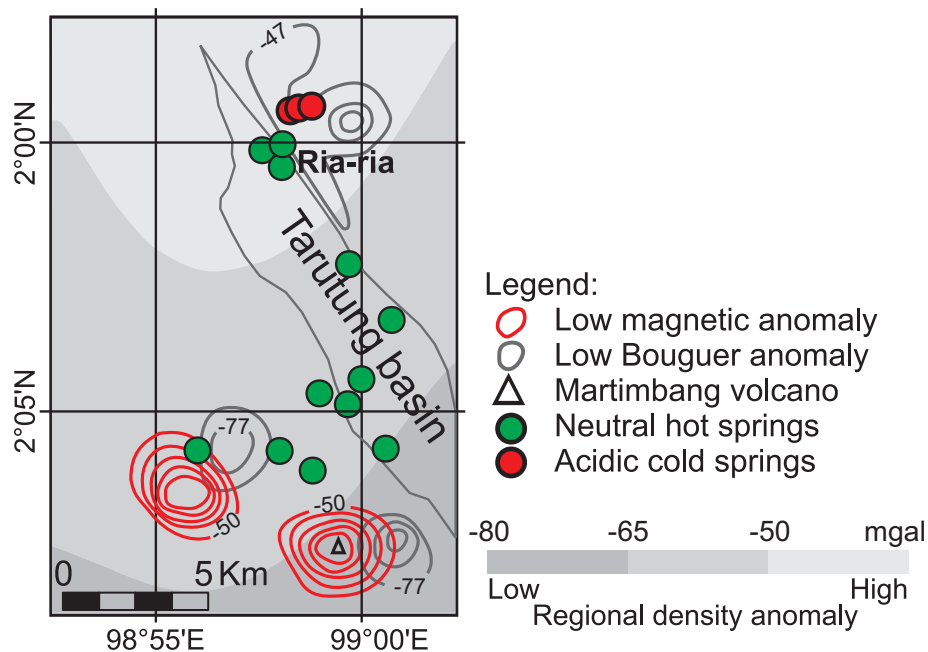 -47
2°00'N
Ria-ria
Tarutung basin
2°05'N
-77
-50
-50
-77
0 5 Km
98°55'E 99°00'E
Legend:
Low magnetic anomaly
Low Bouguer anomaly
Martimbang volcano
Neutral hot springs
Acidic cold springs
-80 -65 -50 mgal
Low High
Regional density anomaly